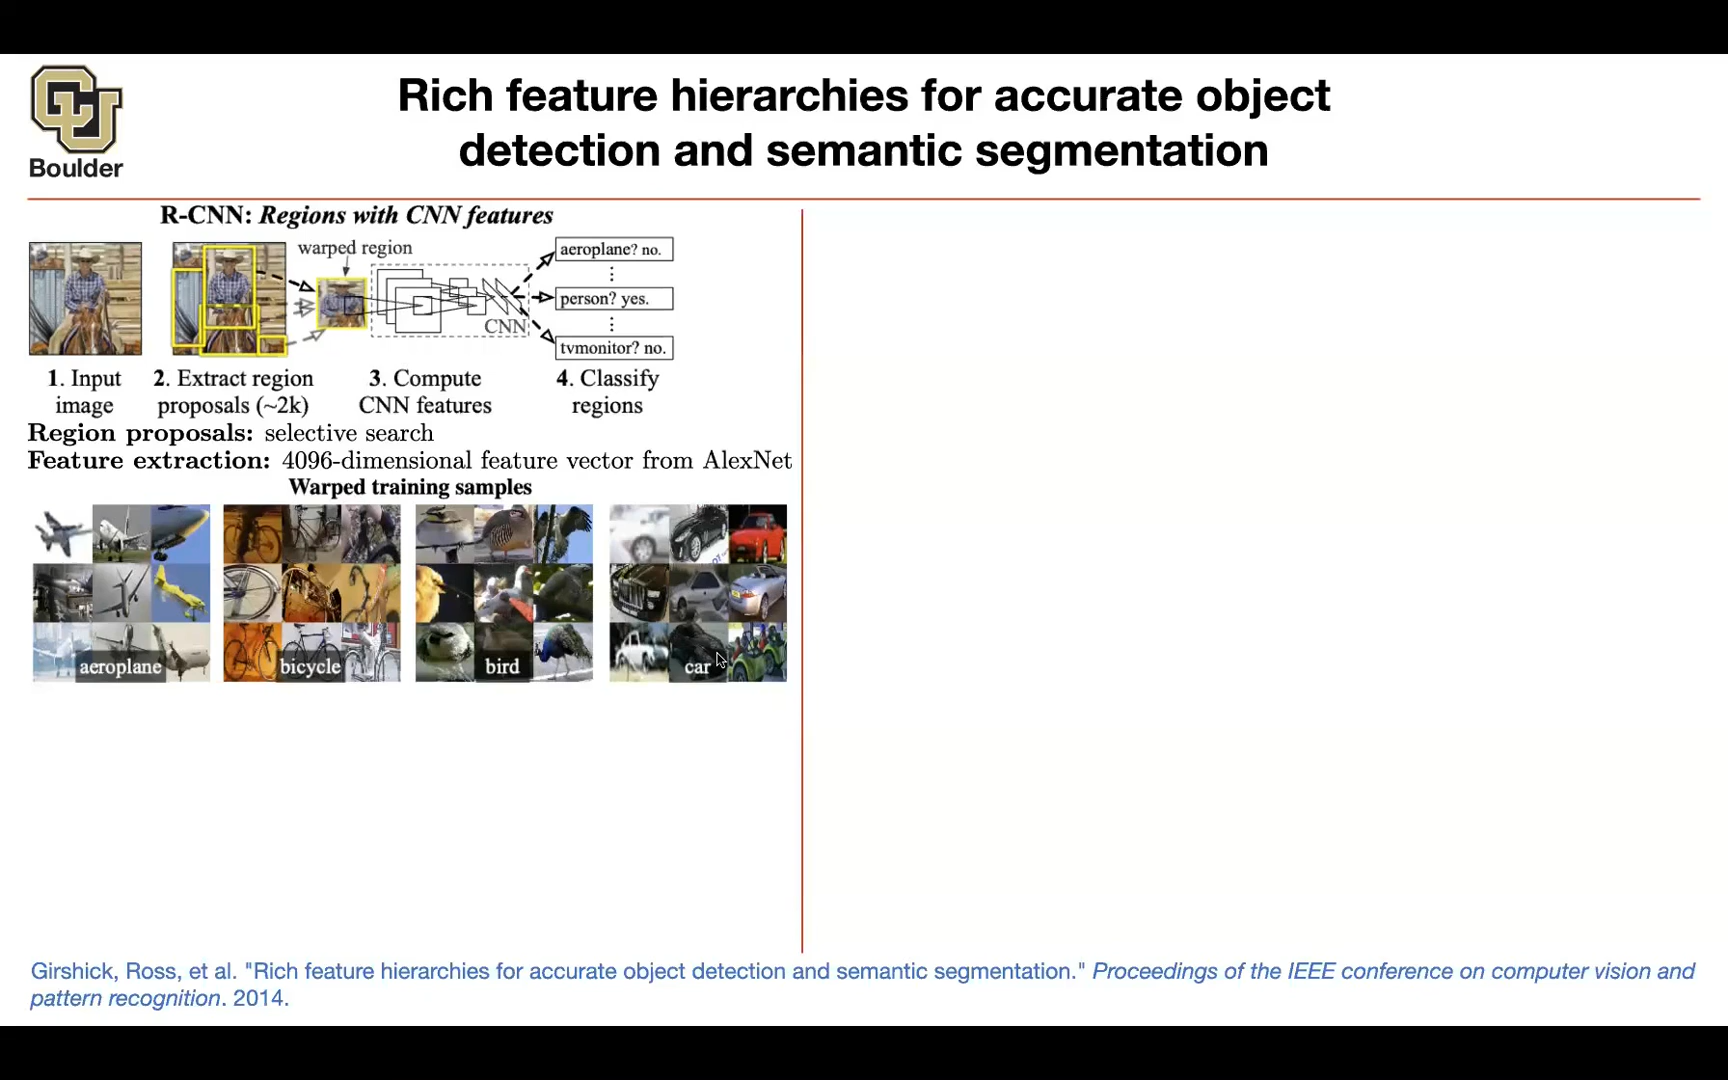 Boulder
Rich feature hierarchies for accurate object
detection and semantic segmentation
R-CNN: Regions with CNN features
warped region
aeroplane? no.
person? yes.
CNN
tvmonitor? no.
1. Input
image
2. Extract region
proposals (~2k)
3. Compute
CNN features
4. Classify
regions
Region proposals: selective search
Feature extraction: 4096-dimensional feature vector from AlexNet
Warped training samples
aeroplane
bicycle
bird
car
Girshick, Ross, et al. "Rich feature hierarchies for accurate object detection and semantic segmentation." Proceedings of the IEEE conference on computer vision and
pattern recognition. 2014.